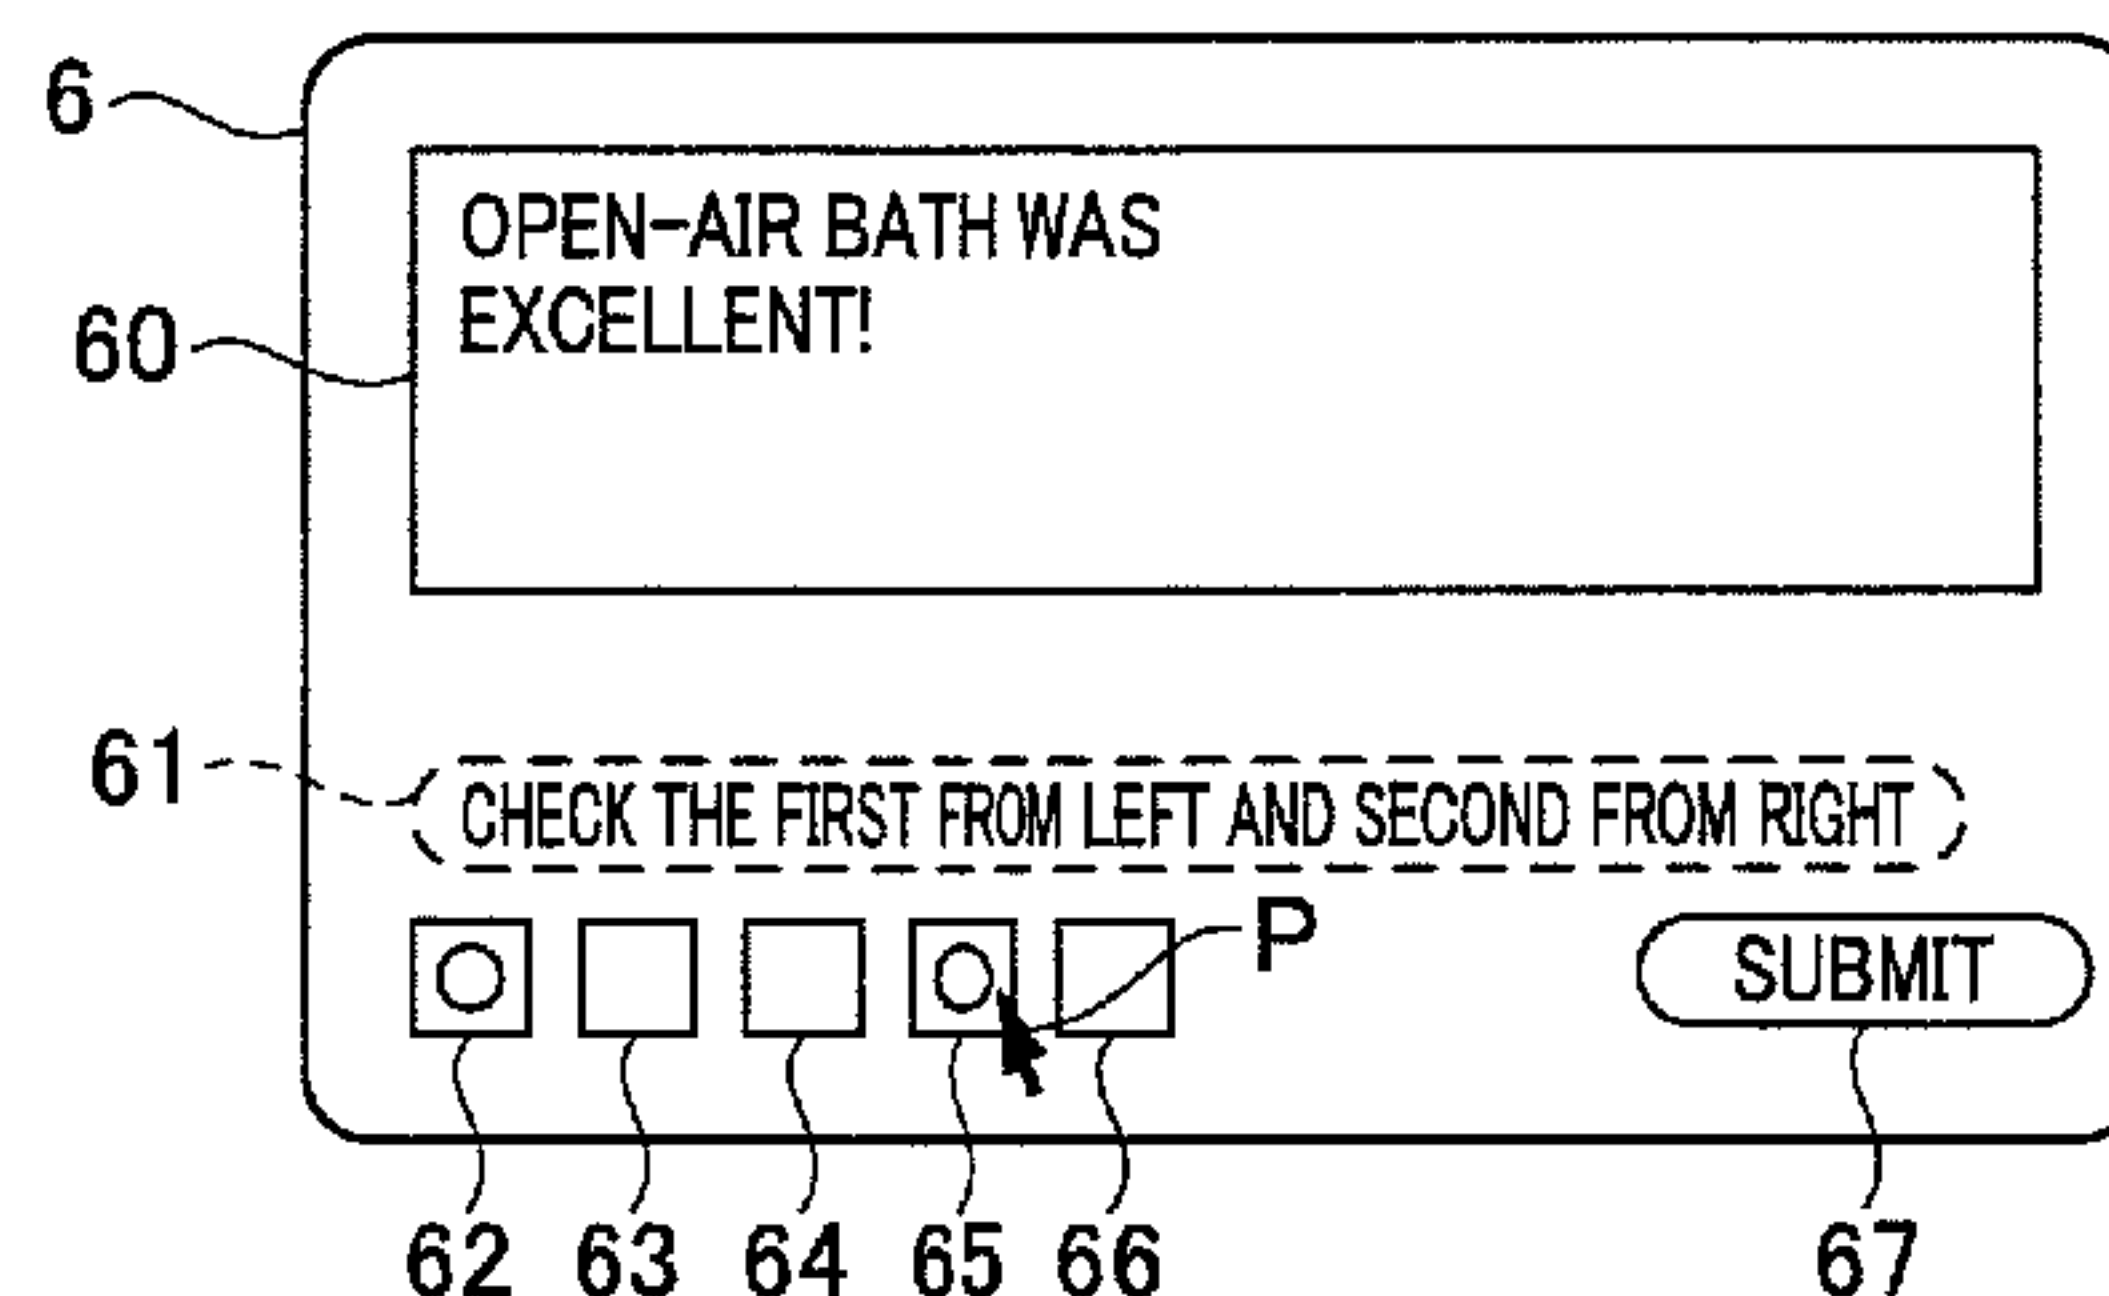 6
OPEN-AIR BATH WAS
EXCELLENT!
60
61
CHECK THE FIRST FROM LEFT AND SECOND FROM RIGHT
P
SUBMIT
62 63 64 65 66 67